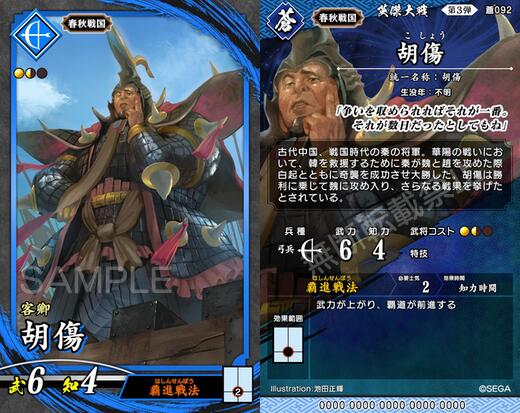 春秋戦国
SAMPLE
客卿
胡傷
武6 知4
はしんせんぽう
覇進戦法
2
蒼
春秋戦国
英傑大戦
第3弾
蒼092
こしょう
胡傷
統一名称：胡傷
生没年：不明
「争いを収められればそれが一番。
それが数日だったとしてもね」
古代中国、戦国時代の秦の将軍。華陽の戦いにお
いて、韓を救援するために秦が魏と趙を攻めた際
白起とともに奇襲を成功させ大勝した。胡傷は勝
利に乗じて魏に攻め入り、さらなる戦果を挙げた
とされている。
兵種 武力 知力 武将コスト
弓兵 6 4 特技
はしんせんぽう 必要士気 効果時間
覇進戦法 2 知力時間
武力が上がり、覇道が前進する
効果範囲
無断転載禁
Illustration:池田正輝
©SEGA
0000 0000 0000 0000 0000